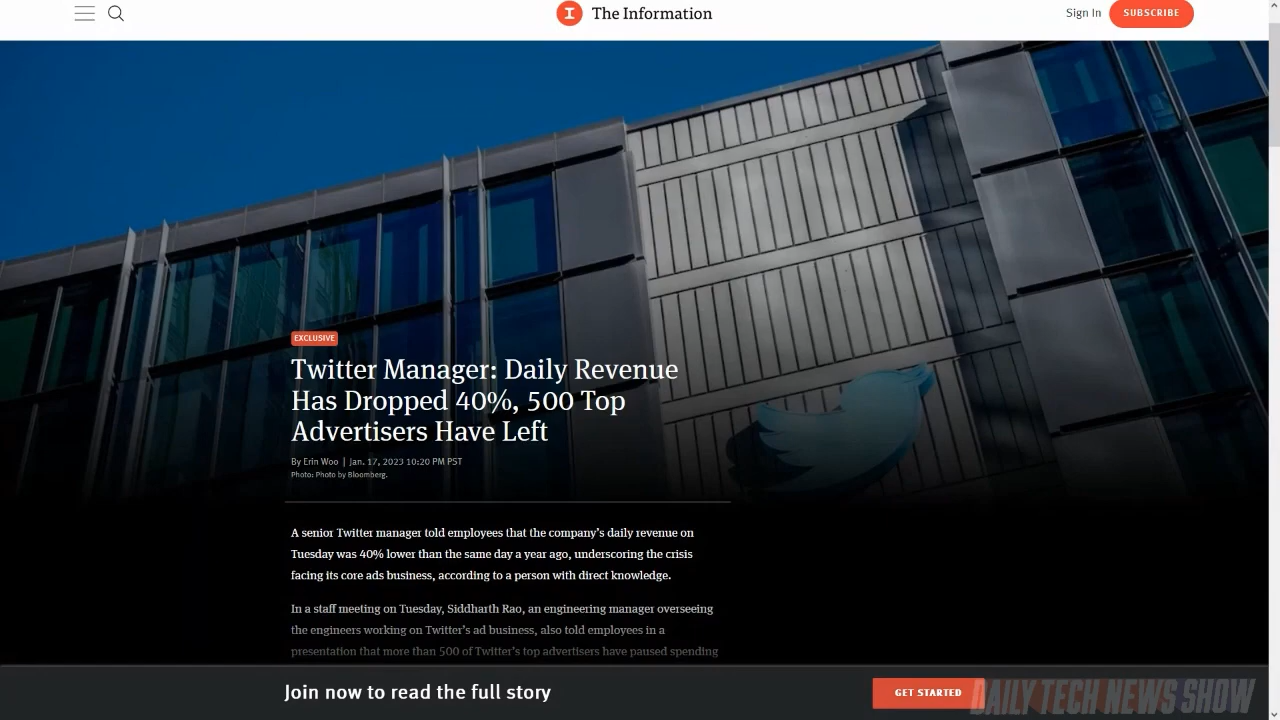 The Information
Sign In
SUBSCRIBE
EXCLUSIVE
Twitter Manager: Daily Revenue
Has Dropped 40%, 500 Top
Advertisers Have Left
By Erin Woo | Jan. 17, 2023 10:20 PM PST
Photo: Photo by Bloomberg.
A senior Twitter manager told employees that the company's daily revenue on
Tuesday was 40% lower than the same day a year ago, underscoring the crisis
facing its core ads business, according to a person with direct knowledge.
In a staff meeting on Tuesday, Siddharth Rao, an engineering manager overseeing
the engineers working on Twitter's ad business, also told employees in a
presentation that more than 500 of Twitter's top advertisers have paused spending
Join now to read the full story
GET STARTED
DAILY TECH NEWS SHOW